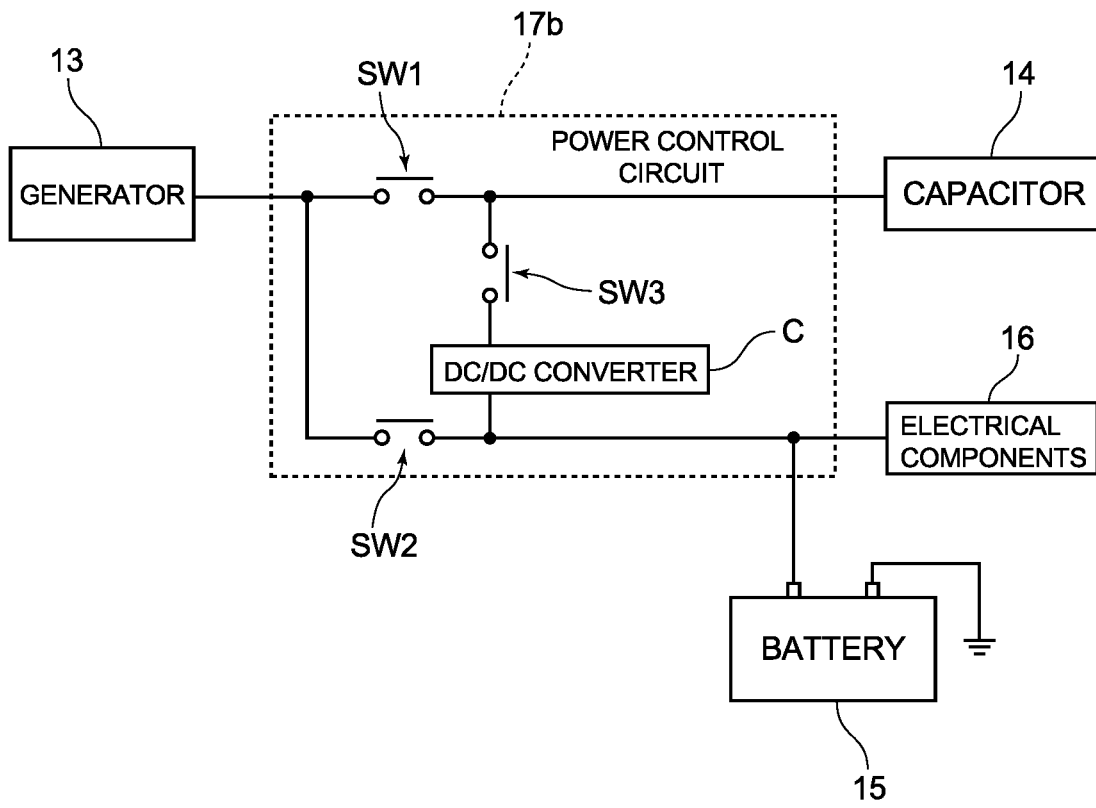 17b
13
SW1
14
GENERATOR
POWER CONTROL
CIRCUIT
CAPACITOR
SW3
C
DC/DC CONVERTER
16
ELECTRICAL
COMPONENTS
SW2
BATTERY
15